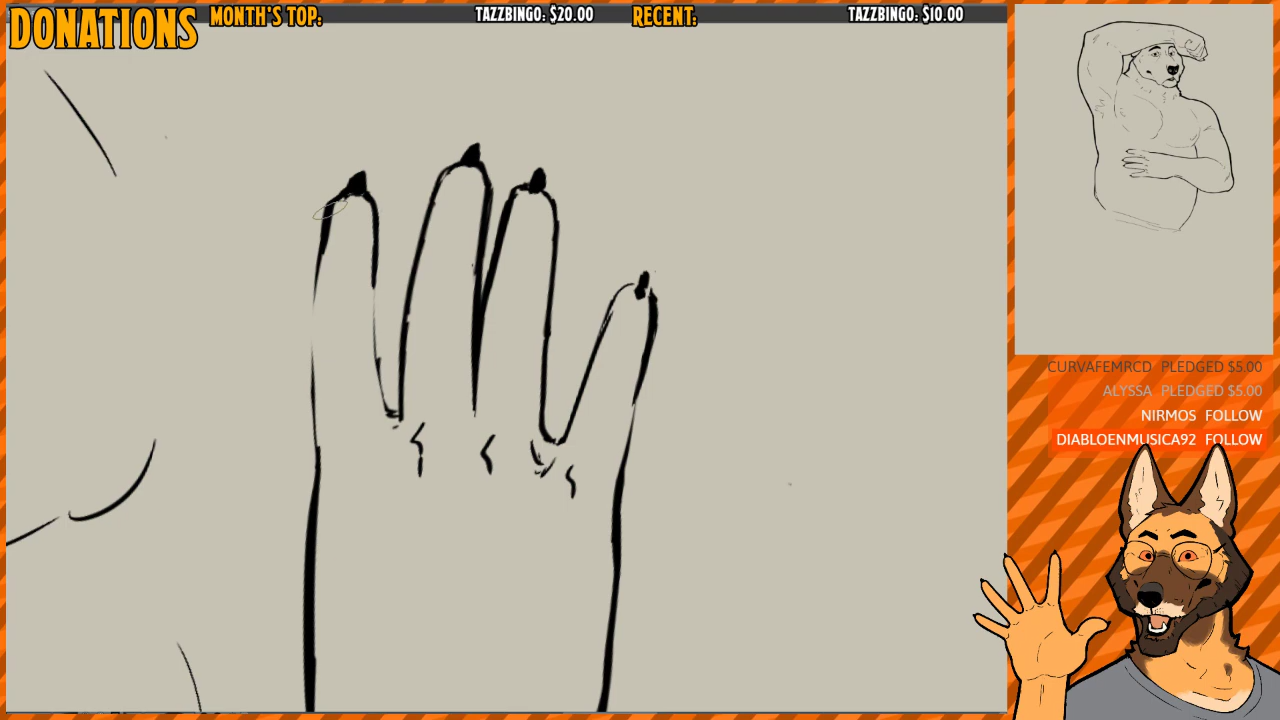 DONATIONS
MONTH'S TOP: TAZZBINGO: $20.00 RECENT: TAZZBINGO: $10.00
CURVAFEMRCD PLEDGED $5.00
ALYSSA PLEDGED $5.00
NIRMOS FOLLOW
DIABLOENMUSICA92 FOLLOW